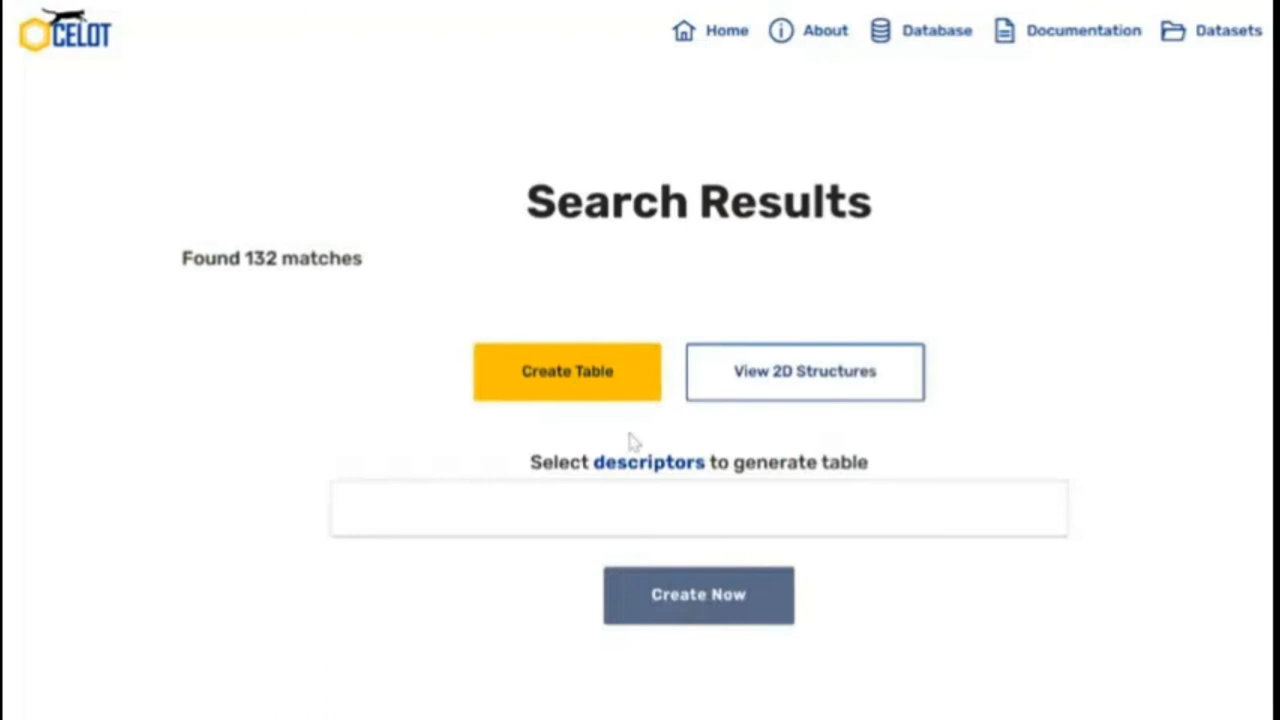 OCELOT
Home
About
Database
Documentation
Datasets
Search Results
Found 132 matches
Create Table
View 2D Structures
Select descriptors to generate table
Create Now